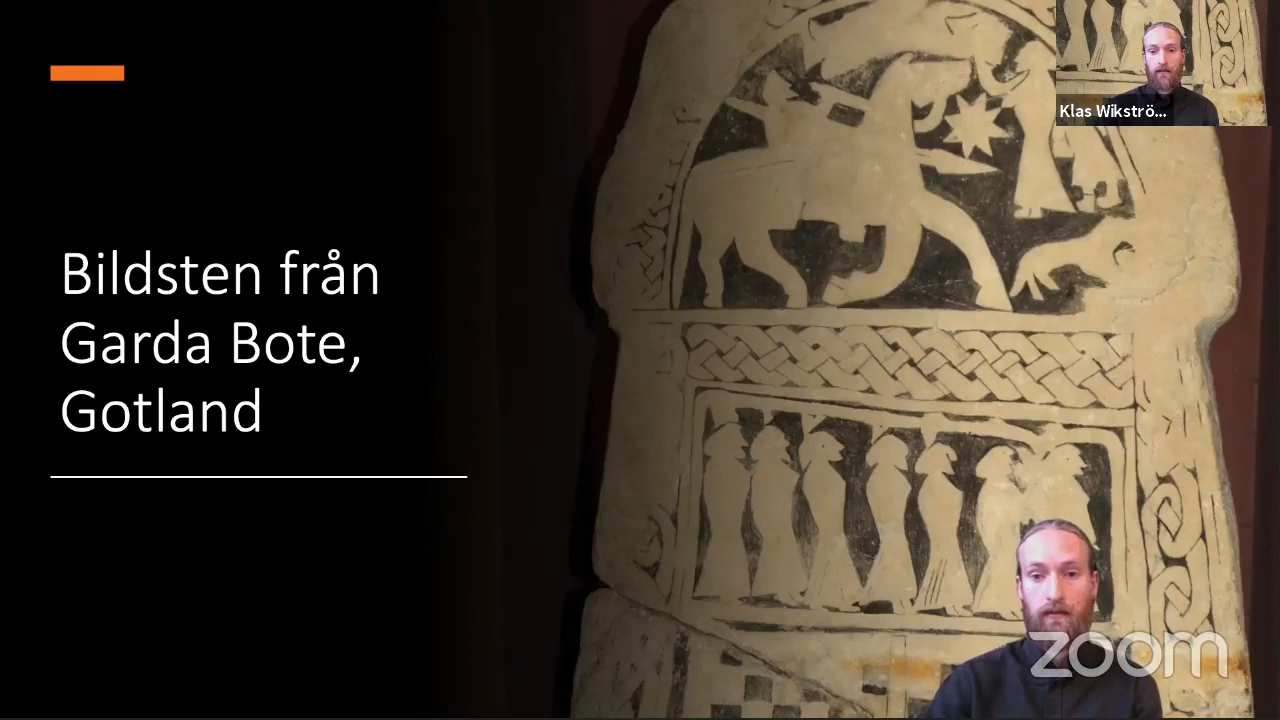 Bildsten från
Garda Bote,
Gotland
Klas Wikströ...
zoom